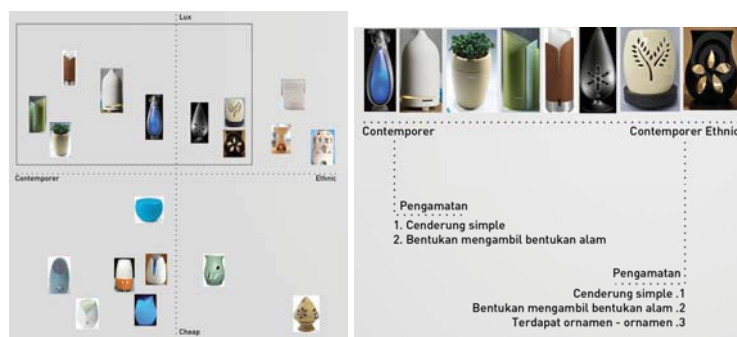 Lux
Contemporer
Ethnic
Cheap
Contemporer
Contemporer Ethnic
Pengamatan
1. Cenderung simple
2. Bentukan mengambil bentukan alam
Pengamatan
Cenderung simple .1
Bentukan mengambil bentukan alam .2
Terdapat ornamen - ornamen .3